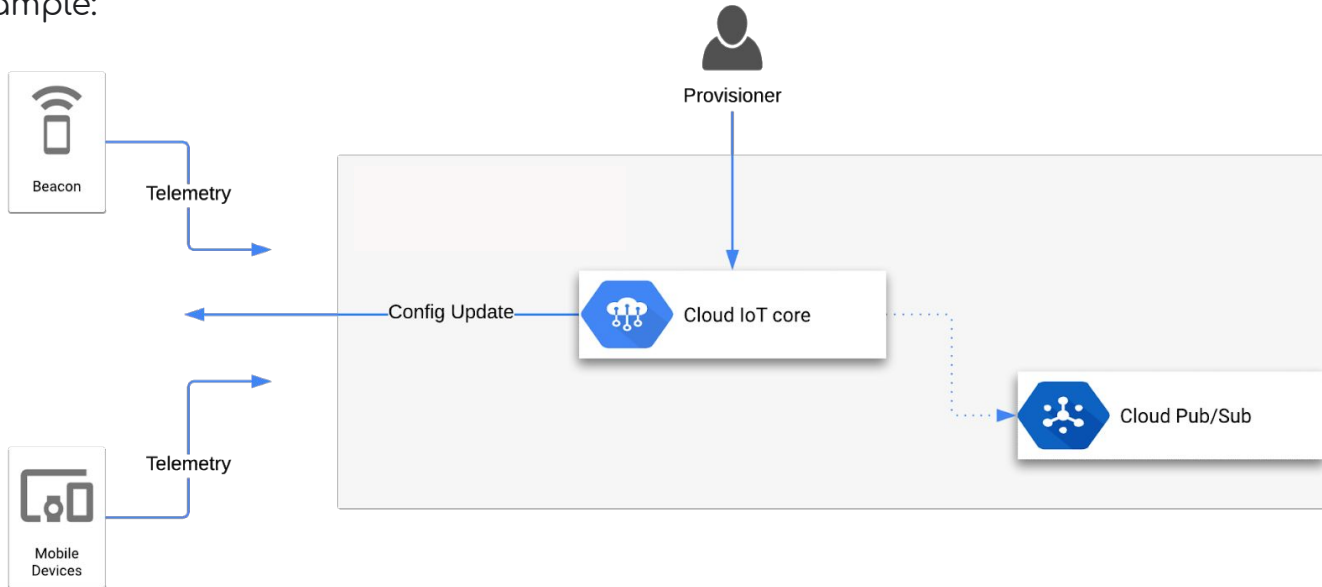 ample:
Provisioner
Beacon
Telemetry
Config Update
Cloud IoT core
Cloud Pub/Sub
Telemetry
Mobile
Devices